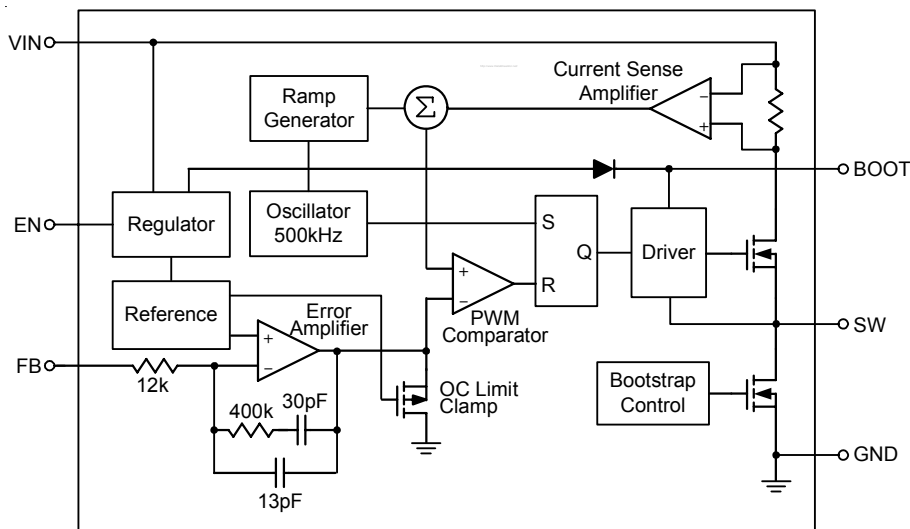 VIN
Current Sense
Amplifier
Ramp
Generator
Σ
−
+
BOOT
EN
Regulator
Oscillator
500kHz
S
Q
R
Driver
Reference
Error
Amplifier
+
−
+
−
PWM
Comparator
SW
FB
12k
OC Limit
Clamp
Bootstrap
Control
400k
30pF
13pF
GND